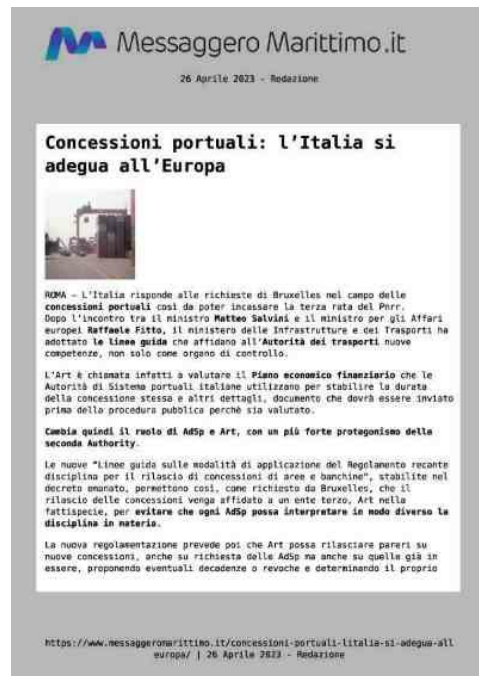 Messaggero Marittimo.it
26 Aprile 2023 - Redazione
Concessioni portuali: l'Italia si
adegua all'Europa
ROMA – L'Italia risponde alle richieste di Bruxelles nel campo delle
concessioni portuali così da poter incassare la terza rata del Pnrr.
Dopo l'incontro tra il ministro Matteo Salvini e il ministro per gli Affari
europei Raffaele Fitto, il ministero delle Infrastrutture e dei Trasporti ha
adottato le linee guida che affidano all'Autorità dei trasporti nuove
competenze, non solo come organo di controllo.
L'Art è chiamata infatti a valutare il Piano economico finanziario che le
Autorità di Sistema portuali italiane utilizzano per stabilire la durata
della concessione stessa e altri dettagli, documento che dovrà essere inviato
prima della procedura pubblica perchè sia valutato.
Cambia quindi il ruolo di AdSp e Art, con un più forte protagonismo della
seconda Authority.
Le nuove "Linee guida sulle modalità di applicazione del Regolamento recante
disciplina per il rilascio di concessioni di aree e banchine", stabilite nel
decreto emanato, permettono così, come richiesto da Bruxelles, che il
rilascio delle concessioni venga affidato a un ente terzo, Art nella
fattispecie, per evitare che ogni AdSp possa interpretare in modo diverso la
disciplina in materia.
La nuova regolamentazione prevede poi che Art possa rilasciare pareri su
nuove concessioni, anche su richiesta delle AdSp ma anche su quelle già in
essere, proponendo eventuali decadenze o revoche e determinando il proprio
https://www.messaggeromarittimo.it/concessioni-portuali-litalia-si-adegua-all
europa/ | 26 Aprile 2023 - Redazione